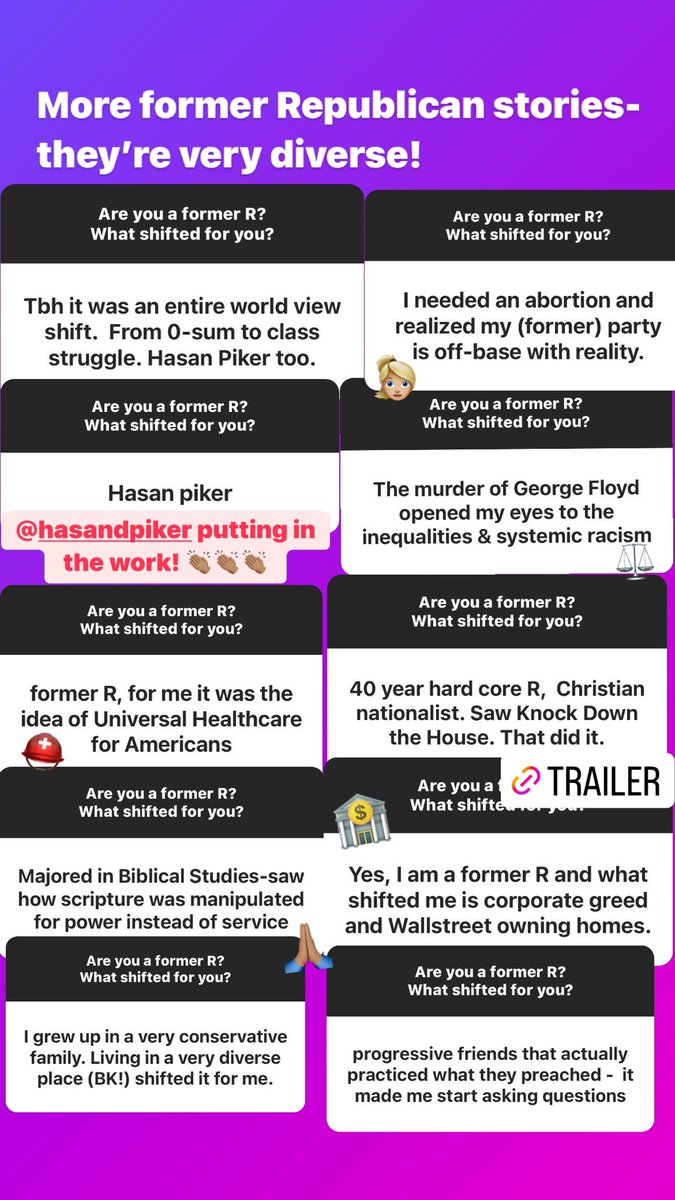 More former Republican stories-
they’re very diverse!
Are you a former R?
What shifted for you?
Tbh it was an entire world view
shift. From 0-sum to class
struggle. Hasan Piker too.
Are you a former R?
What shifted for you?
I needed an abortion and
realized my (former) party
is off-base with reality.
Are you a former R?
What shifted for you?
Hasan piker
@hasandpiker putting in
the work!
Are you a former R?
What shifted for you?
The murder of George Floyd
opened my eyes to the
inequalities & systemic racism
Are you a former R?
What shifted for you?
former R, for me it was the
idea of Universal Healthcare
for Americans
Are you a former R?
What shifted for you?
40 year hard core R, Christian
nationalist. Saw Knock Down
the House. That did it.
TRAILER
Are you a former R?
What shifted for you?
Majored in Biblical Studies-saw
how scripture was manipulated
for power instead of service
Are you a
What shifted for you?
Yes, I am a former R and what
shifted me is corporate greed
and Wallstreet owning homes.
Are you a former R?
What shifted for you?
I grew up in a very conservative
family. Living in a very diverse
place (BK!) shifted it for me.
Are you a former R?
What shifted for you?
progressive friends that actually
practiced what they preached - it
made me start asking questions